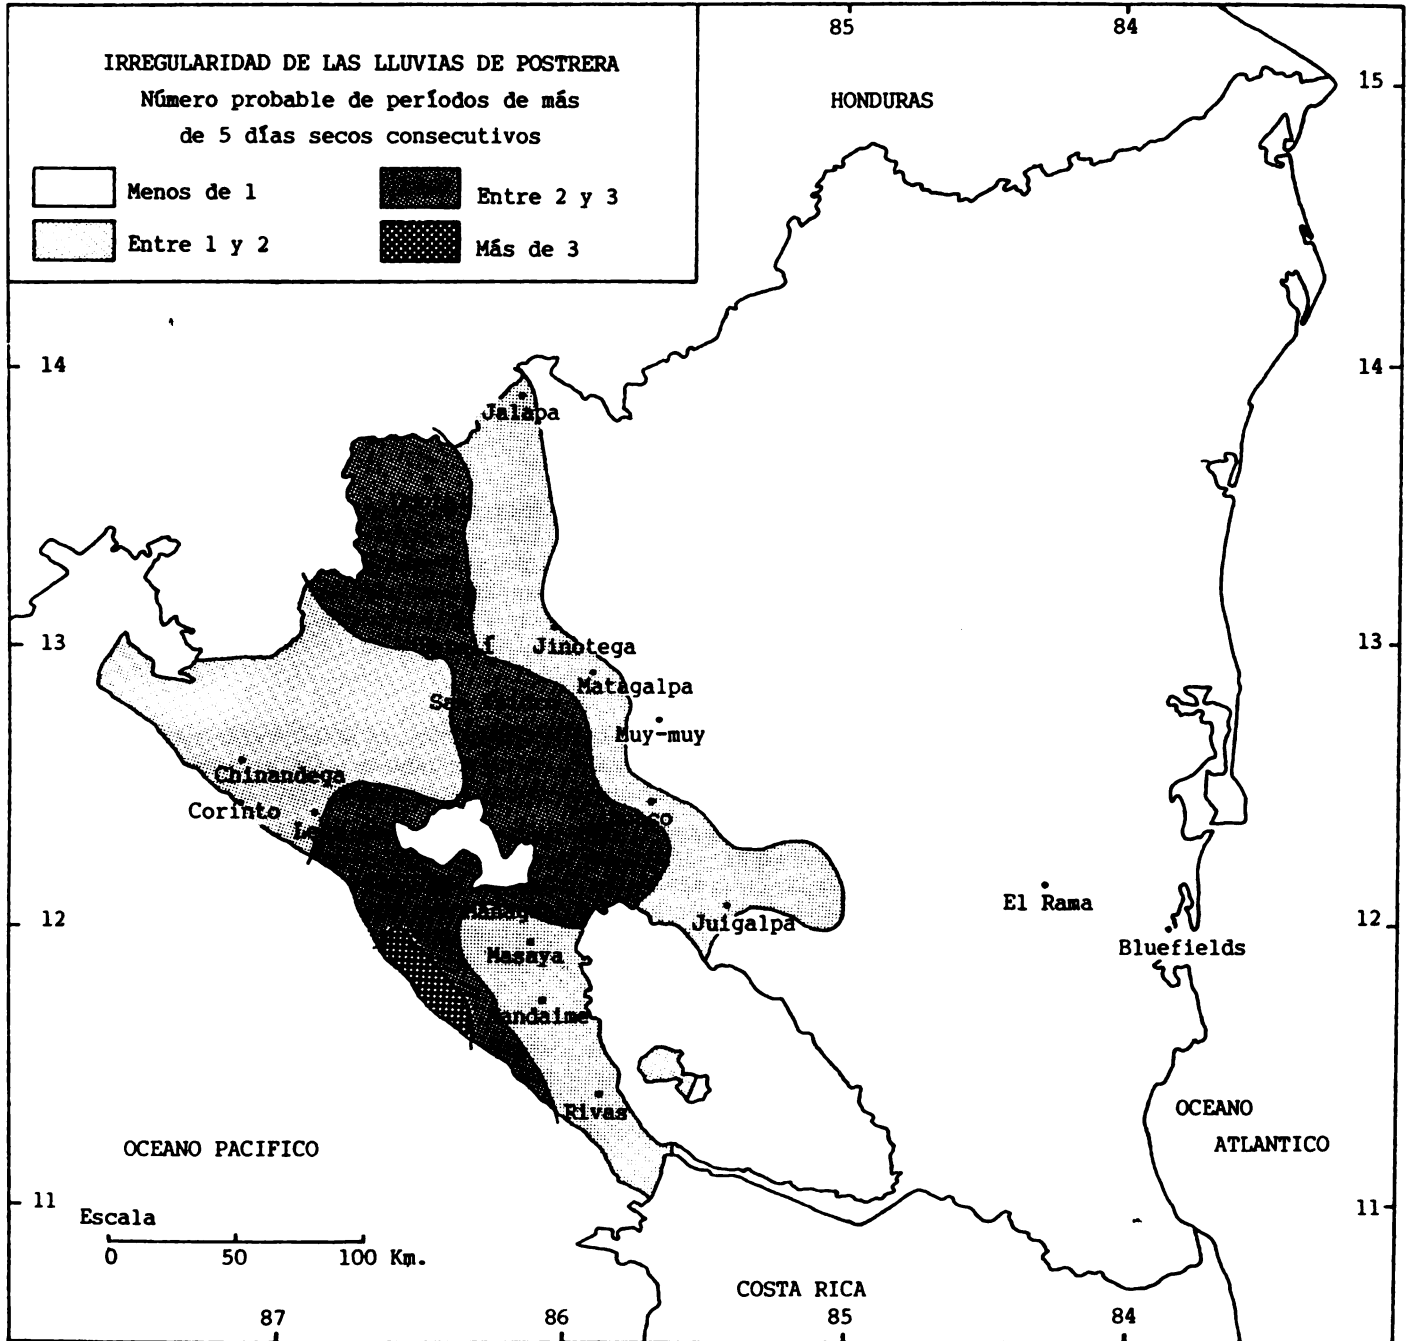 IRREGULARIDAD DE LAS LLUVIAS DE POSTRERA
Número probable de períodos de más
de 5 días secos consecutivos
Menos de 1
Entre 2 y 3
Entre 1 y 2
Más de 3
85
84
HONDURAS
15
14
14
Jalapa
13
Jinotega
13
Matagalpa
Muy-muy
Chinandega
Corinto
El Rama
12
12
Juigalpa
Bluefields
Masaya
Rivas
OCEANO
ATLANTICO
OCEANO PACIFICO
11
11
Escala
0 50 100 Km.
COSTA RICA
87
86
85
84